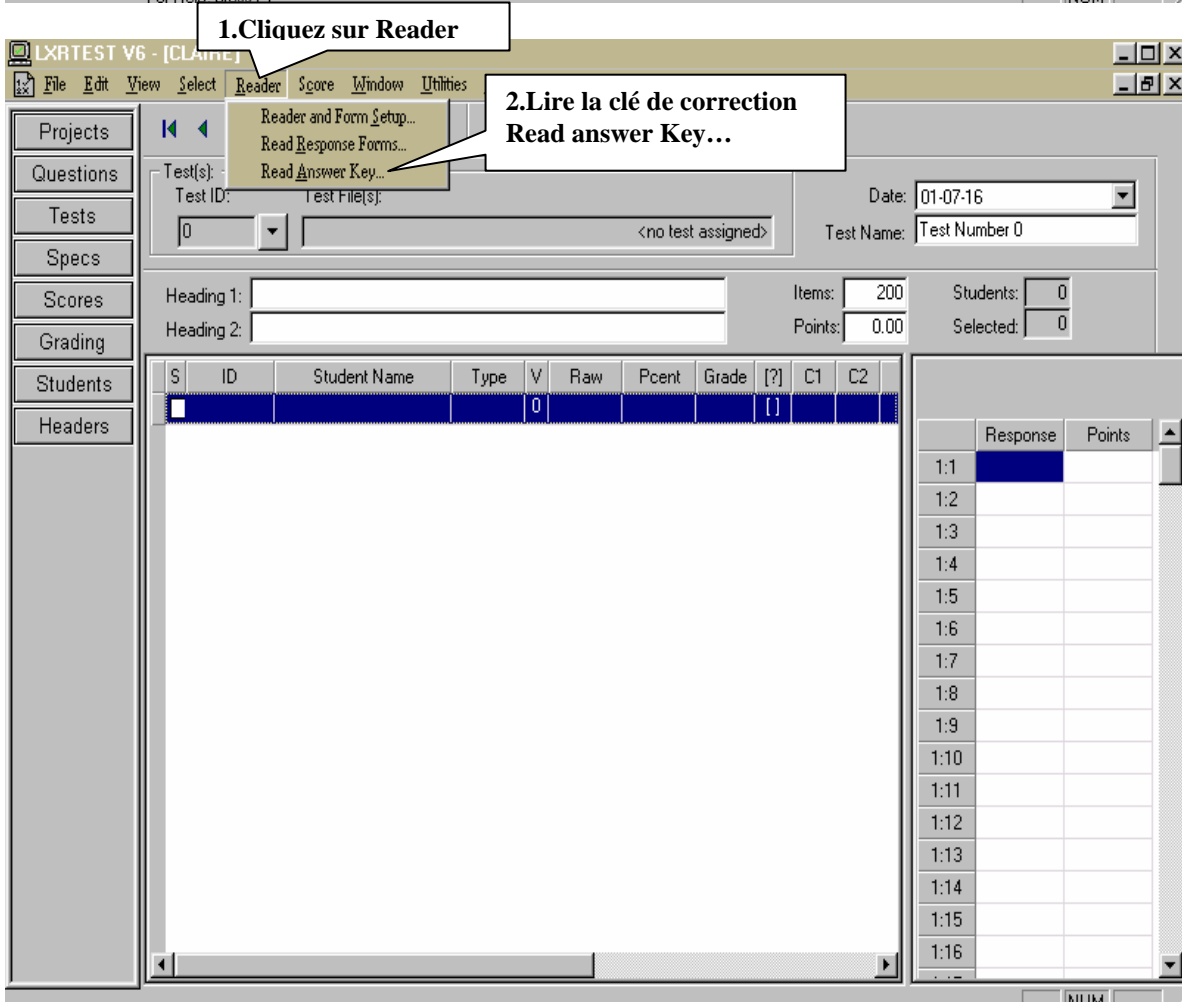 NUM
1.Cliquez sur Reader
LXRTEST V6 - [CLAIRE]
File Edit View Select Reader Score Window Utilities
2.Lire la clé de correction
Read answer Key…
Reader and Form Setup...
Read Response Forms...
Read Answer Key...
Projects
Questions
Tests
Specs
Scores
Grading
Students
Headers
Test(s):
Test ID: Test File(s):
0 <no test assigned>
Date: 01-07-16
Test Name: Test Number 0
Heading 1:
Heading 2:
Items: 200
Points: 0.00
Students: 0
Selected: 0
S ID Student Name Type V Raw Pcent Grade [?] C1 C2
0 [ ]
Response Points
1:1
1:2
1:3
1:4
1:5
1:6
1:7
1:8
1:9
1:10
1:11
1:12
1:13
1:14
1:15
1:16
NUM